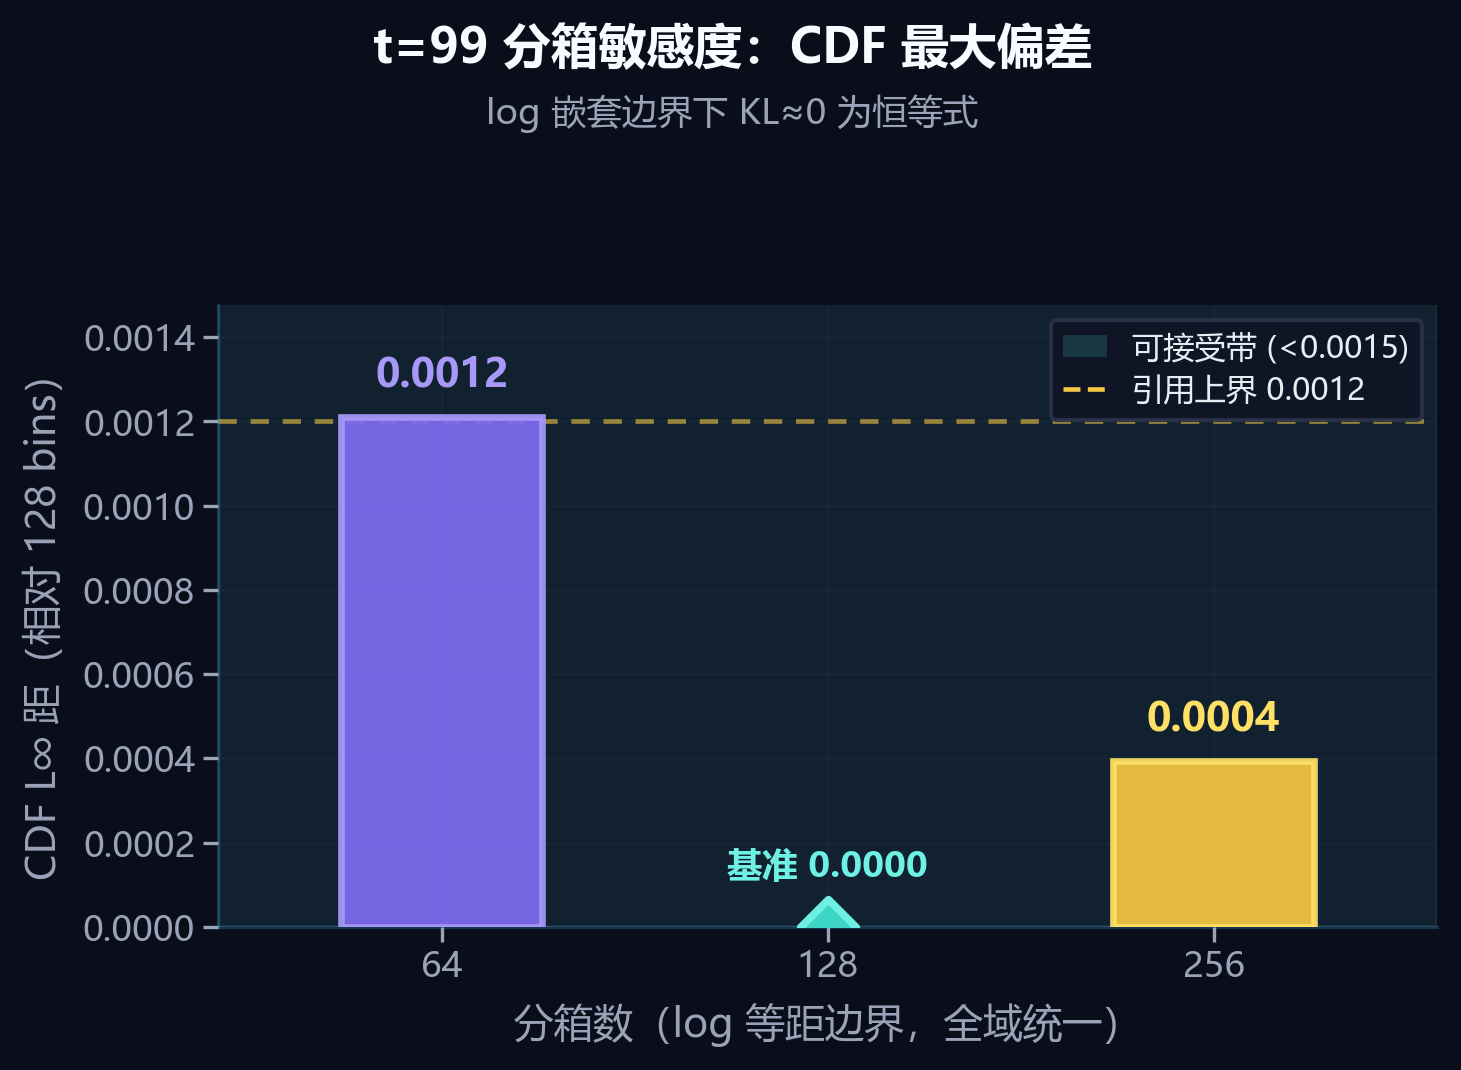 t=99 分箱敏感度：CDF 最大偏差
log 嵌套边界下 KL≈0 为恒等式
CDF L∞ 距（相对 128 bins）
0.0014
0.0012
0.0010
0.0008
0.0006
0.0004
0.0002
0.0000
0.0012
基准 0.0000
0.0004
可接受带 (<0.0015)
引用上界 0.0012
64
128
256
分箱数（log 等距边界，全域统一）